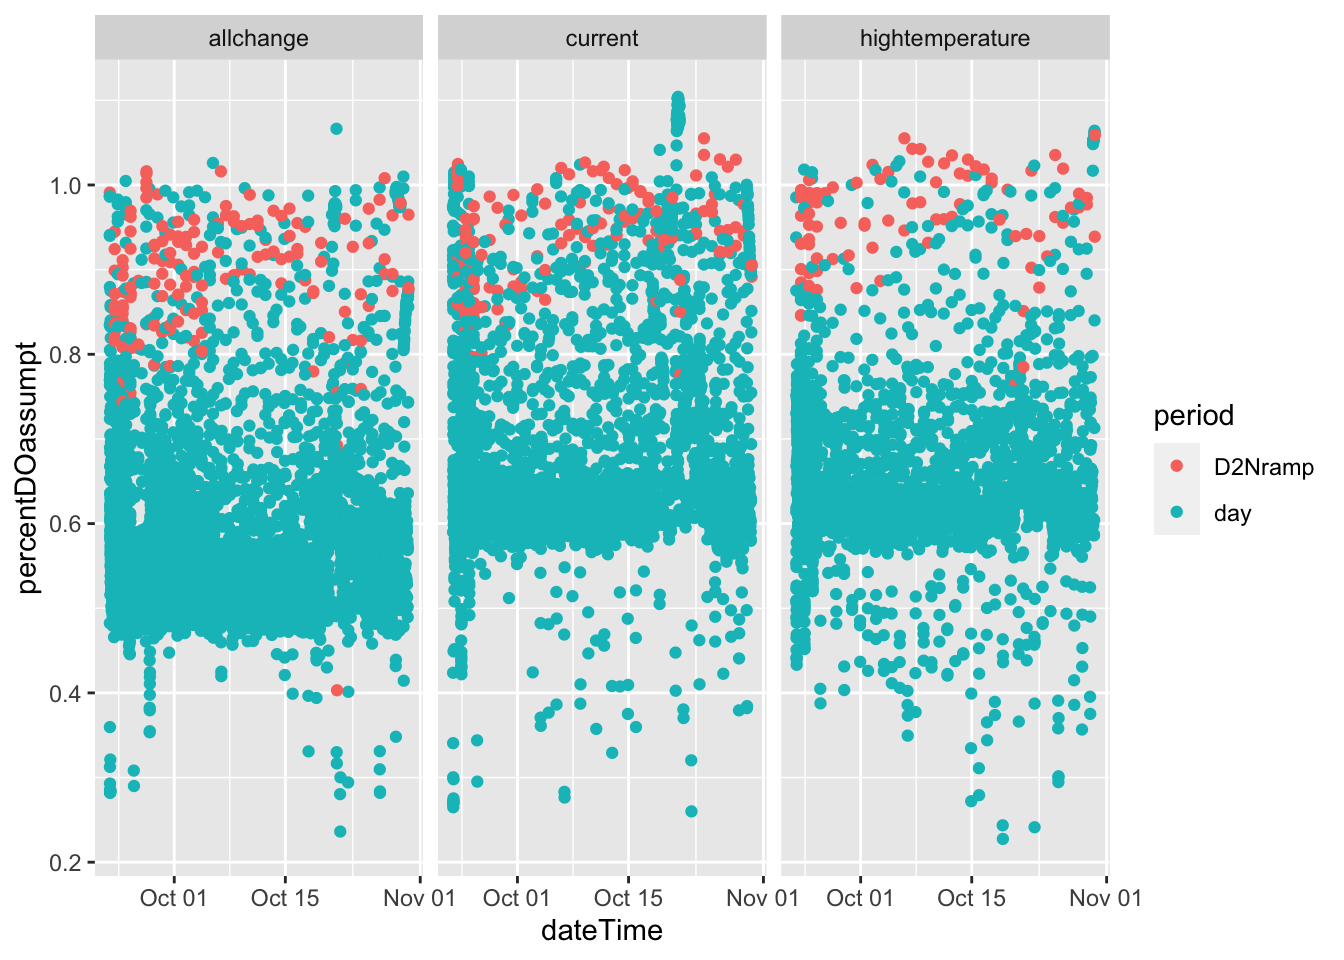 allchange
current
hightemperature
percentDOassumpt
1.0
0.8
0.6
0.4
0.2
Oct 01
Oct 15
Nov 01
Oct 01
Oct 15
Nov 01
Oct 01
Oct 15
Nov 01
dateTime
period
D2Nramp
day